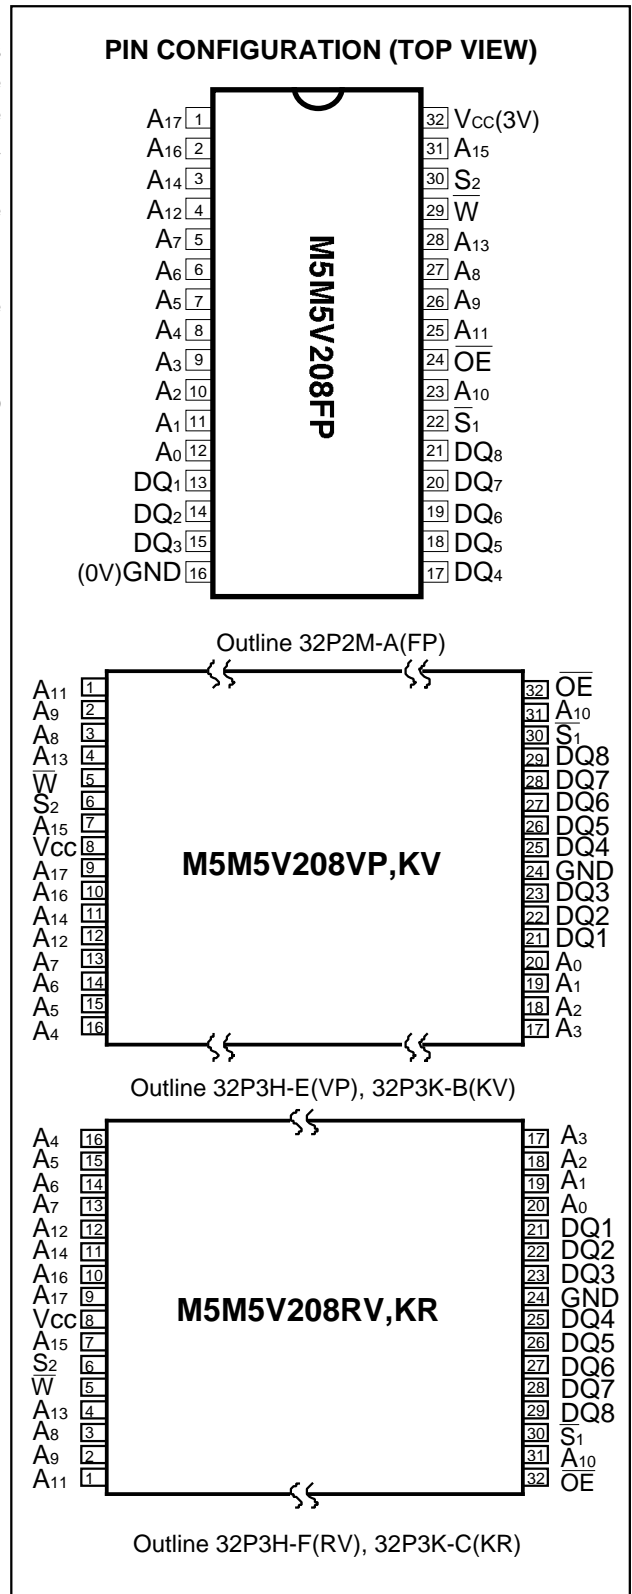 PIN CONFIGURATION (TOP VIEW)
A17 1 32 VCC(3V)
A16 2 31 A15
A14 3 30 S2
A12 4 29 W̅
A7 5 28 A13
A6 6 27 A8
A5 7 26 A9
A4 8 25 A11
A3 9 24 O̅E̅
A2 10 23 A10
A1 11 22 S̅1
A0 12 21 DQ8
DQ1 13 20 DQ7
DQ2 14 19 DQ6
DQ3 15 18 DQ5
(0V)GND 16 17 DQ4
M5M5V208FP
Outline 32P2M-A(FP)
A11 1 32 O̅E̅
A9 2 31 A10
A8 3 30 S̅1
A13 4 29 DQ8
W̅ 5 28 DQ7
S2 6 27 DQ6
A15 7 26 DQ5
VCC 8 25 DQ4
A17 9 24 GND
A16 10 23 DQ3
A14 11 22 DQ2
A12 12 21 DQ1
A7 13 20 A0
A6 14 19 A1
A5 15 18 A2
A4 16 17 A3
M5M5V208VP,KV
Outline 32P3H-E(VP), 32P3K-B(KV)
A4 16 17 A3
A5 15 18 A2
A6 14 19 A1
A7 13 20 A0
A12 12 21 DQ1
A14 11 22 DQ2
A16 10 23 DQ3
A17 9 24 GND
VCC 8 25 DQ4
A15 7 26 DQ5
S2 6 27 DQ6
W̅ 5 28 DQ7
A13 4 29 DQ8
A8 3 30 S̅1
A9 2 31 A10
A11 1 32 O̅E̅
M5M5V208RV,KR
Outline 32P3H-F(RV), 32P3K-C(KR)